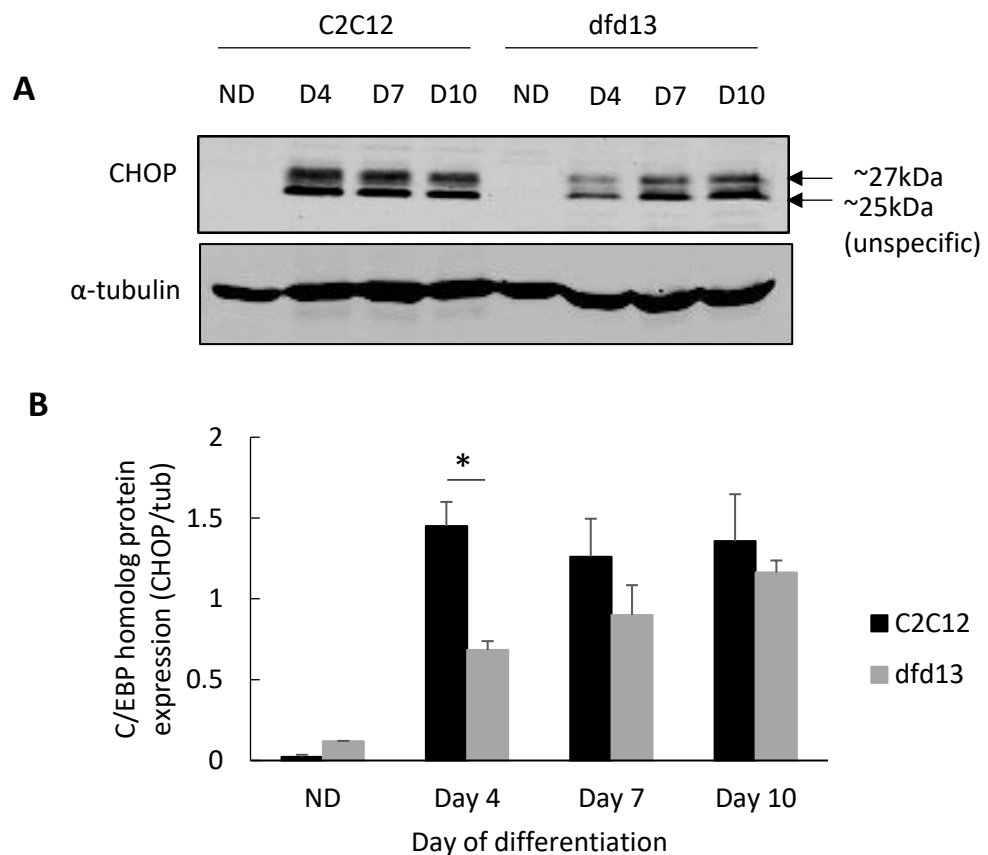 C2C12 dfd13
A
ND D4 D7 D10 ND D4 D7 D10
CHOP
~27kDa
~25kDa
(unspecific)
α-tubulin
B
C/EBP homolog protein
expression (CHOP/tub)
2
1.5
1
0.5
0
*
ND Day 4 Day 7 Day 10
Day of differentiation
C2C12
dfd13